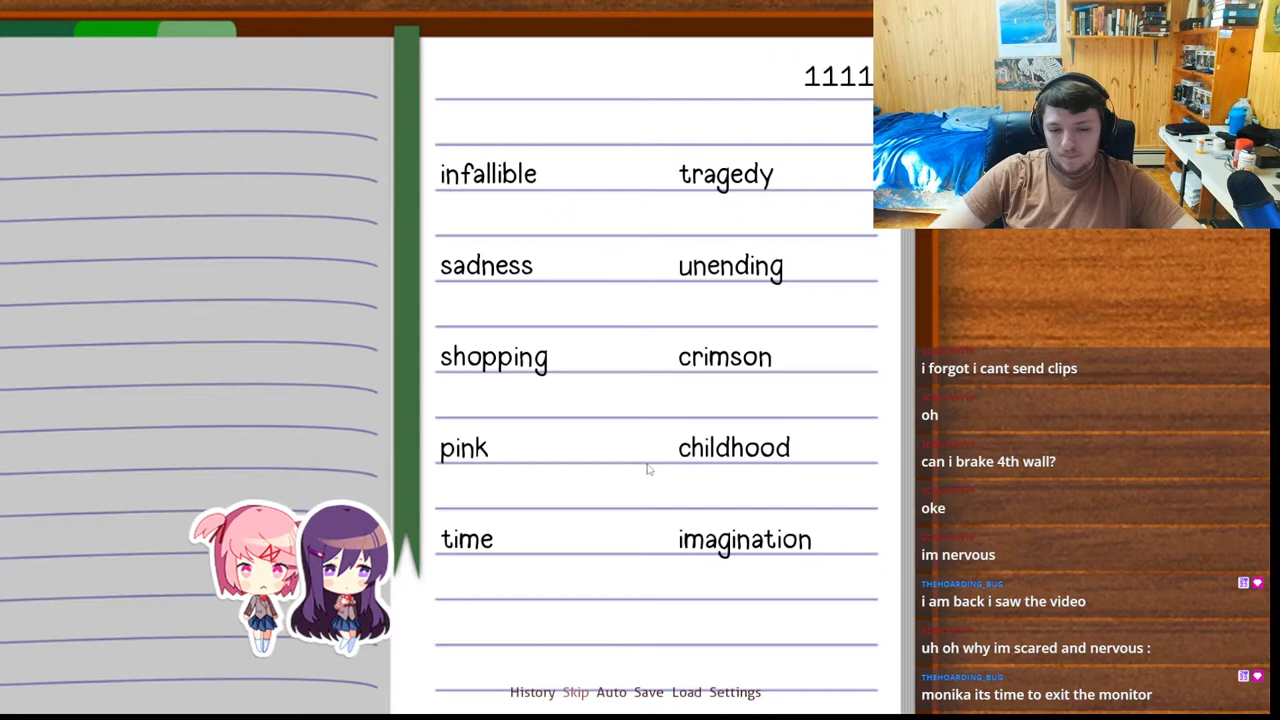 1111
infallible tragedy
sadness unending
shopping crimson
pink childhood
time imagination
History Skip Auto Save Load Settings
i forgot i cant send clips
oh
can i brake 4th wall?
oke
im nervous
THEHOARDING_BUG
i am back i saw the video
uh oh why im scared and nervous :
THEHOARDING_BUG
monika its time to exit the monitor